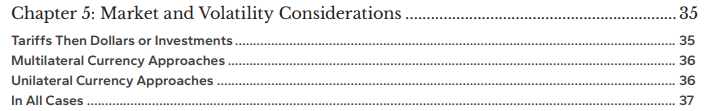 Chapter 5: Market and Volatility Considerations ........................................................... 35
Tariffs Then Dollars or Investments ........................................................................................................ 35
Multilateral Currency Approaches .......................................................................................................... 36
Unilateral Currency Approaches ............................................................................................................. 36
In All Cases ............................................................................................................................................. 37